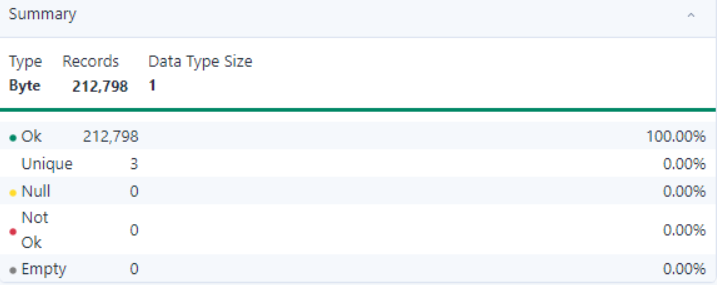 Summary
Type Records Data Type Size
Byte 212,798 1
Ok 212,798 100.00%
Unique 3 0.00%
Null 0 0.00%
Not
Ok 0 0.00%
Empty 0 0.00%